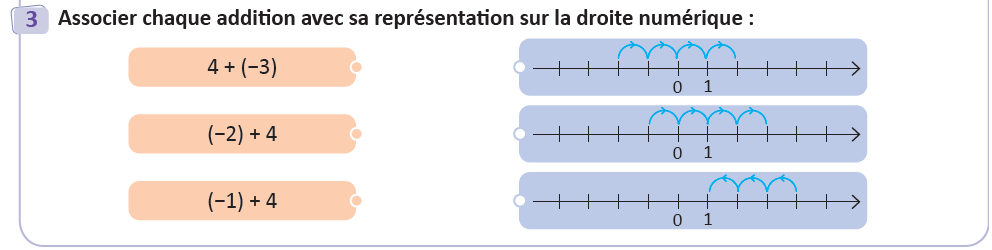 3 Associer chaque addition avec sa représentation sur la droite numérique :
4 + (−3)
0 1
(−2) + 4
0 1
(−1) + 4
0 1